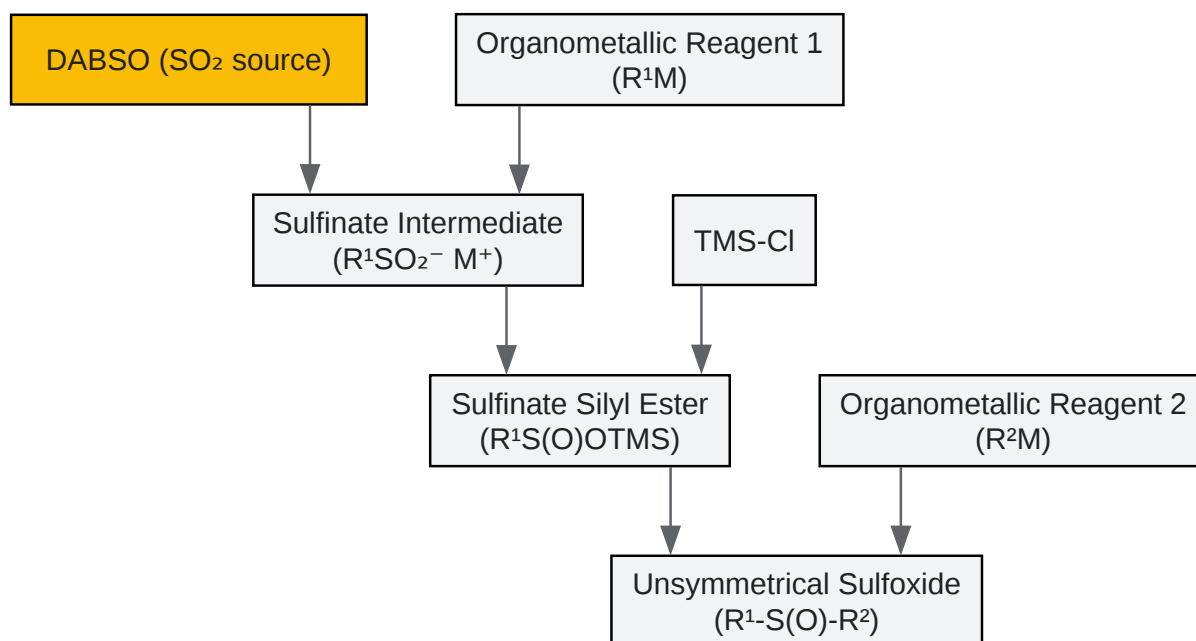 DABSO (SO₂ source)
Organometallic Reagent 1
(R¹M)
Sulfinate Intermediate
(R¹SO₂⁻ M⁺)
TMS-Cl
Sulfinate Silyl Ester
(R¹S(O)OTMS)
Organometallic Reagent 2
(R²M)
Unsymmetrical Sulfoxide
(R¹-S(O)-R²)